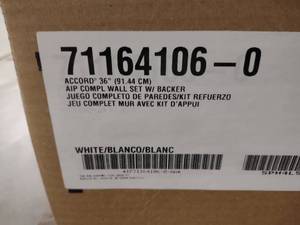 71164106-0
ACCORD® 36" (91.44 CM)
AIP COMPL WALL SET W/ BACKER
JUEGO COMPLETO DE PAREDES/KIT REFUERZO
JEU COMPLET MUR AVEC KIT D'APPUI
WHITE/BLANCO/BLANC